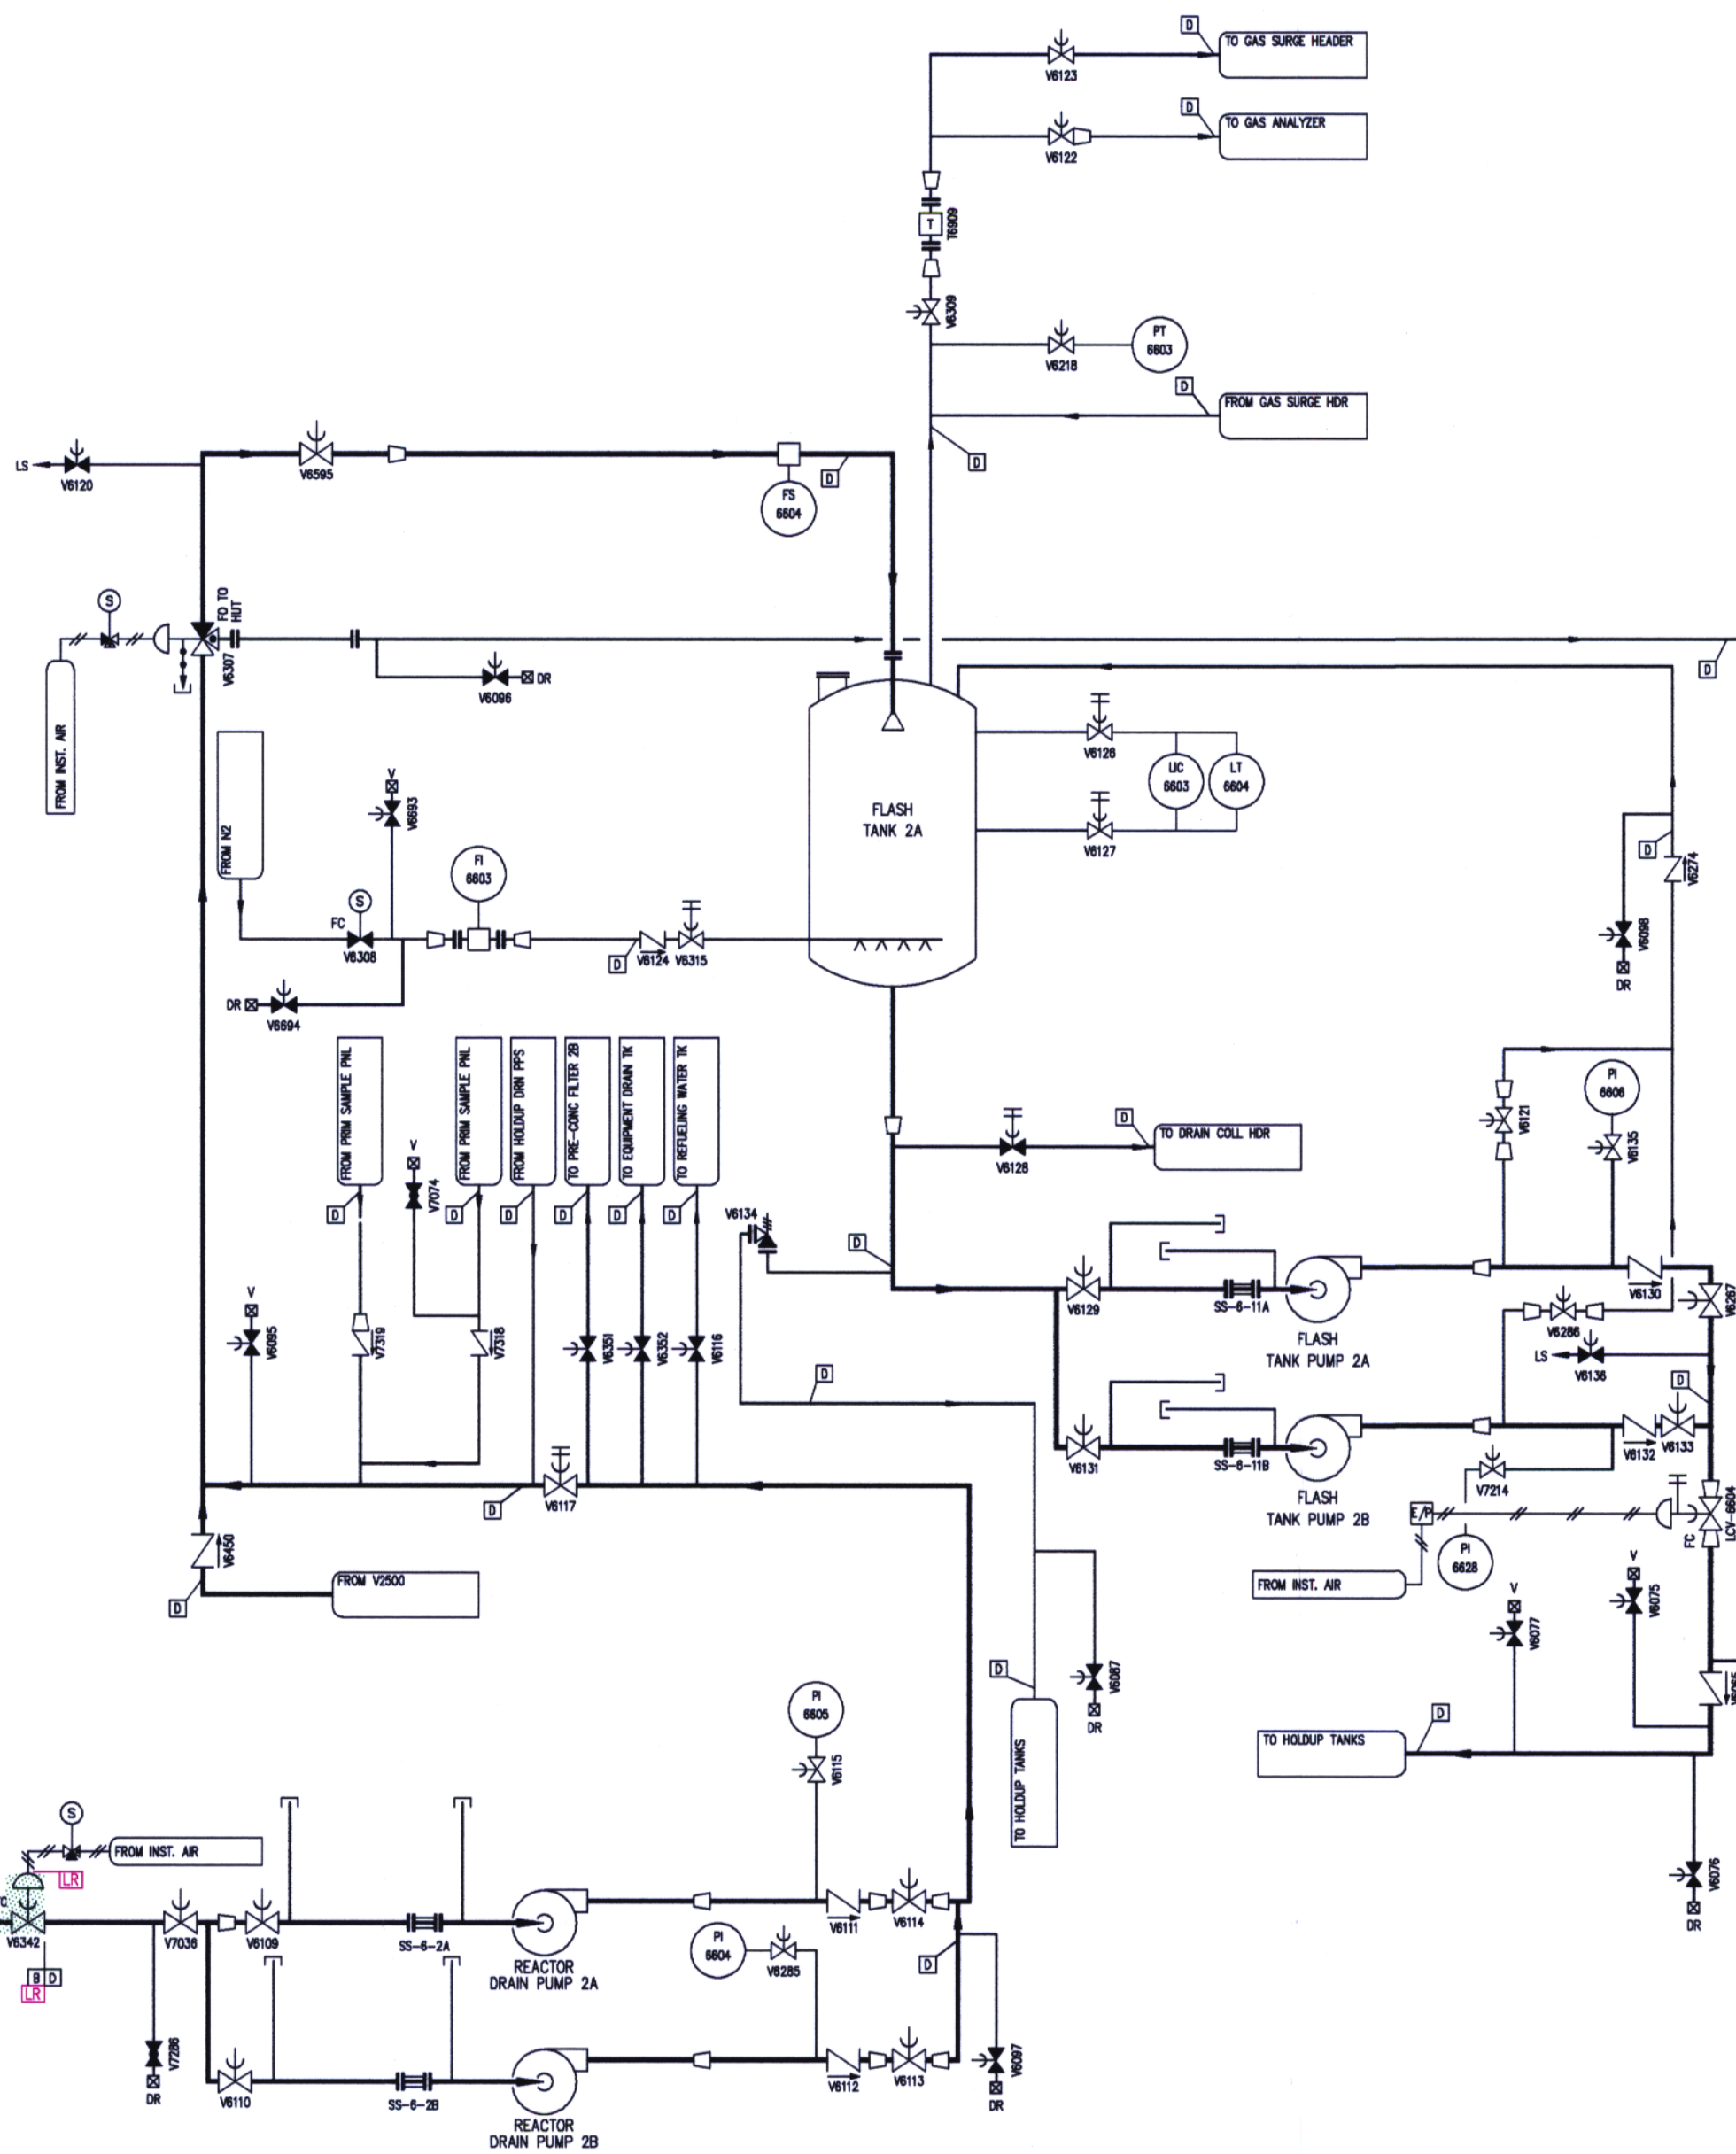 D
TO GAS SURGE HEADER
V6123
D
TO GAS ANALYZER
V6122
T
T6909
V6309
PT
6603
V6218
D
FROM GAS SURGE HDR
D
LS
V6120
V6595
D
FS
6604
S
FO TO
HUT
V6307
V6096
DR
D
FROM INST. AIR
FROM N2
V
V6693
FI
6603
FC
S
V6308
D
V6124
V6315
DR
V6694
FLASH
TANK 2A
V6126
LIC
6603
LT
6604
V6127
D
V6274
V6098
DR
FROM PRIM SAMPLE PNL
FROM PRIM SAMPLE PNL
FROM HOLDUP DRN PPS
TO PRE-CONC FILTER 2B
TO EQUIPMENT DRAIN TK
TO REFUELING WATER TK
D
D
D
D
D
D
V
V7074
V
V6095
V7319
V7318
V6351
V6352
V6116
V6134
D
V6128
D
TO DRAIN COLL HDR
V6121
PI
6606
V6135
V6129
SS-6-11A
FLASH
TANK PUMP 2A
V6130
V6267
V6286
LS
V6136
D
D
V6131
SS-6-11B
FLASH
TANK PUMP 2B
V6132
V6133
V7214
E/P
FC
LCV-6604
PI
6628
FROM INST. AIR
D
V6117
V6450
D
FROM V2500
V
V6077
V
V6075
D
TO HOLDUP TANKS
V6087
DR
D
TO HOLDUP TANKS
V6076
DR
PI
6605
V6115
S
FROM INST. AIR
LR
V6342
B D
LR
V7036
V6109
SS-6-2A
REACTOR
DRAIN PUMP 2A
V6111
V6114
PI
6604
V6285
D
V7286
DR
V6110
SS-6-2B
REACTOR
DRAIN PUMP 2B
V6112
V6113
V6097
DR